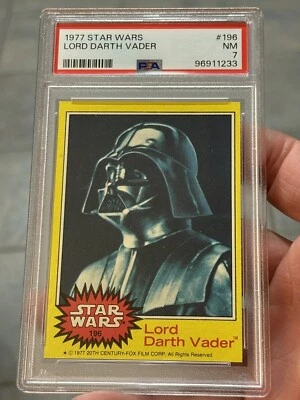 1977 STAR WARS #196
LORD DARTH VADER NM
7
PSA 96911233
STAR
WARS
196
Lord
Darth Vader™
★ © 1977 20TH CENTURY-FOX FILM CORP. All Rights Reserved.